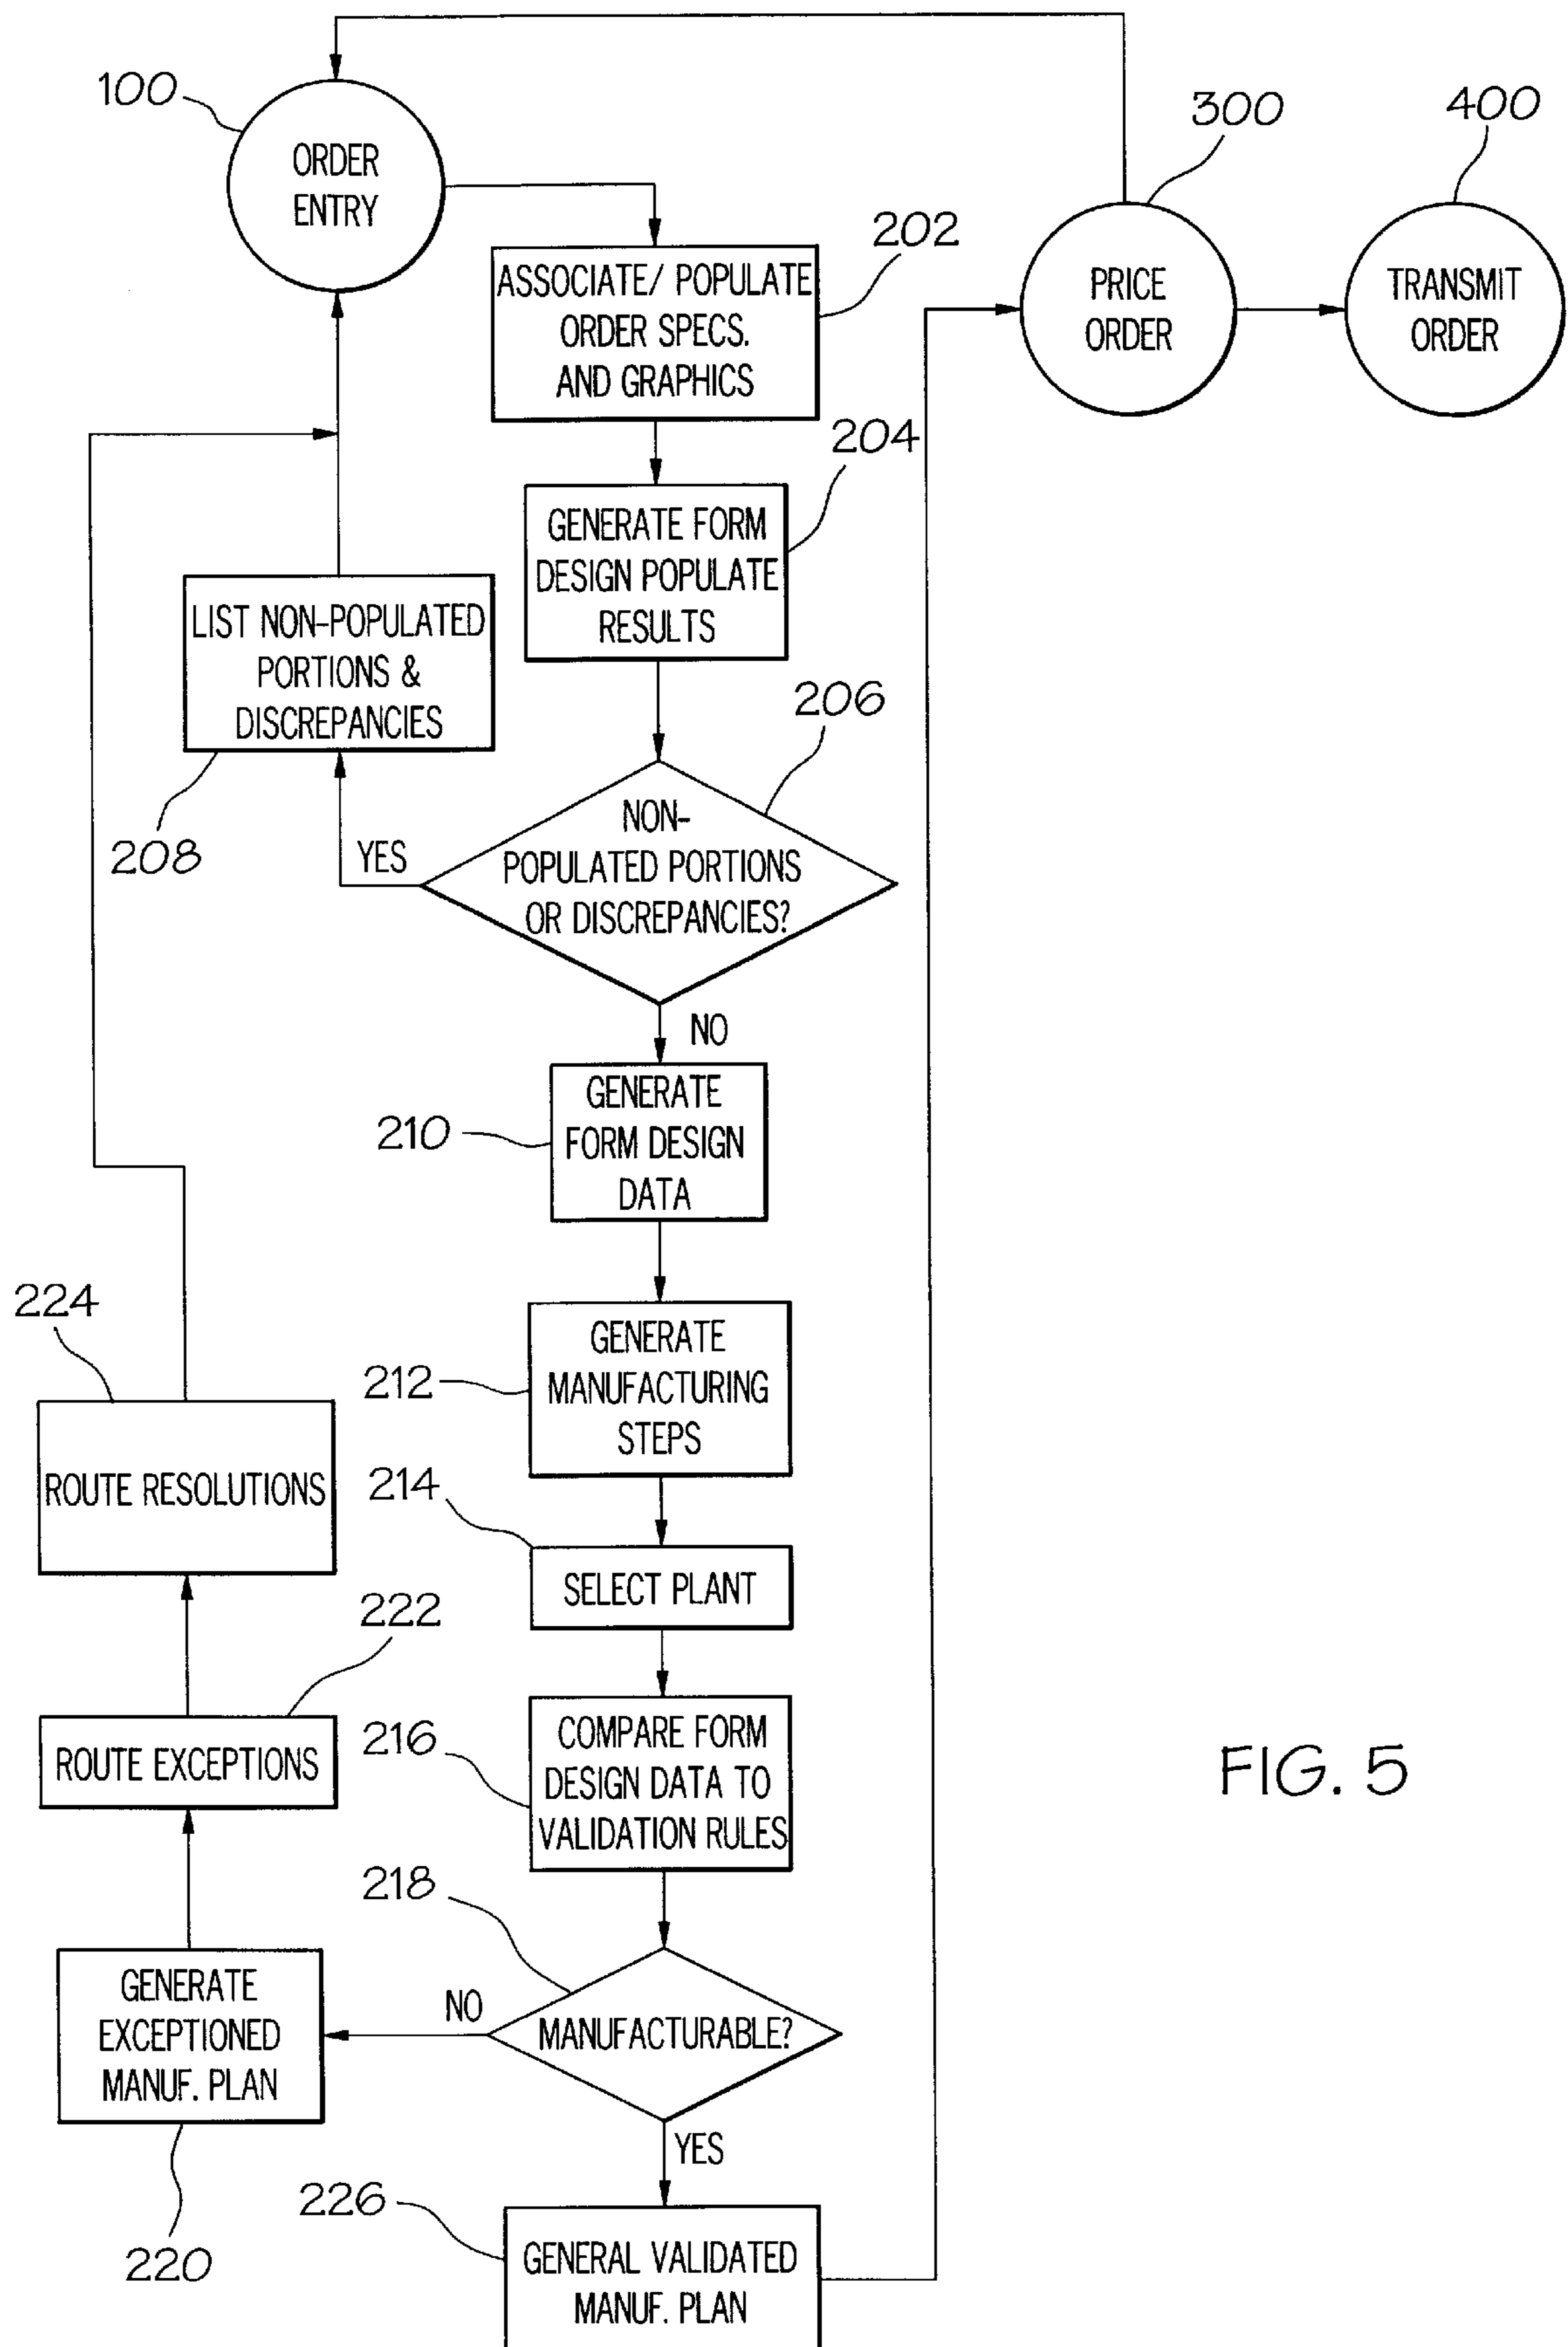 100
ORDER
ENTRY
300
PRICE
ORDER
400
TRANSMIT
ORDER
202
ASSOCIATE/ POPULATE
ORDER SPECS.
AND GRAPHICS
204
GENERATE FORM
DESIGN POPULATE
RESULTS
LIST NON-POPULATED
PORTIONS &
DISCREPANCIES
208
206
NON-
POPULATED PORTIONS
OR DISCREPANCIES?
YES
NO
210
GENERATE
FORM DESIGN
DATA
212
GENERATE
MANUFACTURING
STEPS
224
ROUTE RESOLUTIONS
214
SELECT PLANT
222
ROUTE EXCEPTIONS
216
COMPARE FORM
DESIGN DATA TO
VALIDATION RULES
FIG. 5
218
MANUFACTURABLE?
NO
GENERATE
EXCEPTIONED
MANUF. PLAN
220
YES
226
GENERAL VALIDATED
MANUF. PLAN